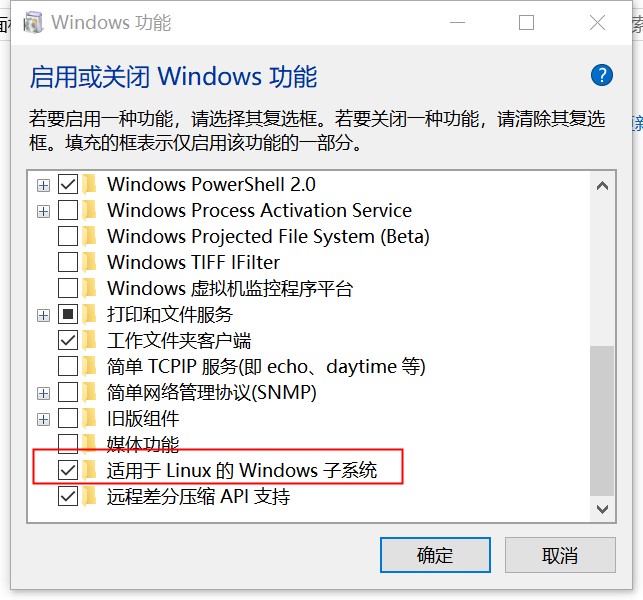 Windows 功能
启用或关闭 Windows 功能
?
若要启用一种功能，请选择其复选框。若要关闭一种功能，请清除其复选
框。填充的框表示仅启用该功能的一部分。
Windows PowerShell 2.0
Windows Process Activation Service
Windows Projected File System (Beta)
Windows TIFF IFilter
Windows 虚拟机监控程序平台
打印和文件服务
工作文件夹客户端
简单 TCPIP 服务(即 echo、daytime 等)
简单网络管理协议(SNMP)
旧版组件
媒体功能
适用于 Linux 的 Windows 子系统
远程差分压缩 API 支持
确定
取消